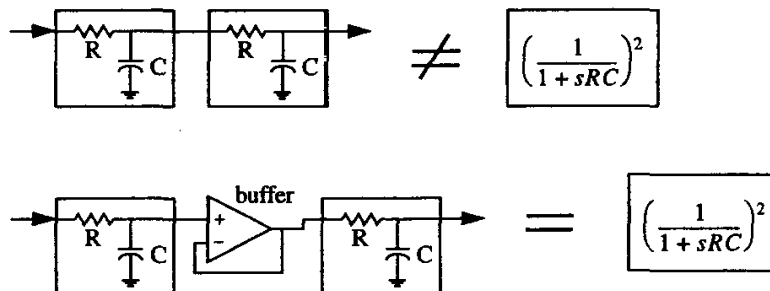 R C R C ≠ (1/(1 + sRC))²
buffer
R C + − R C = (1/(1 + sRC))²